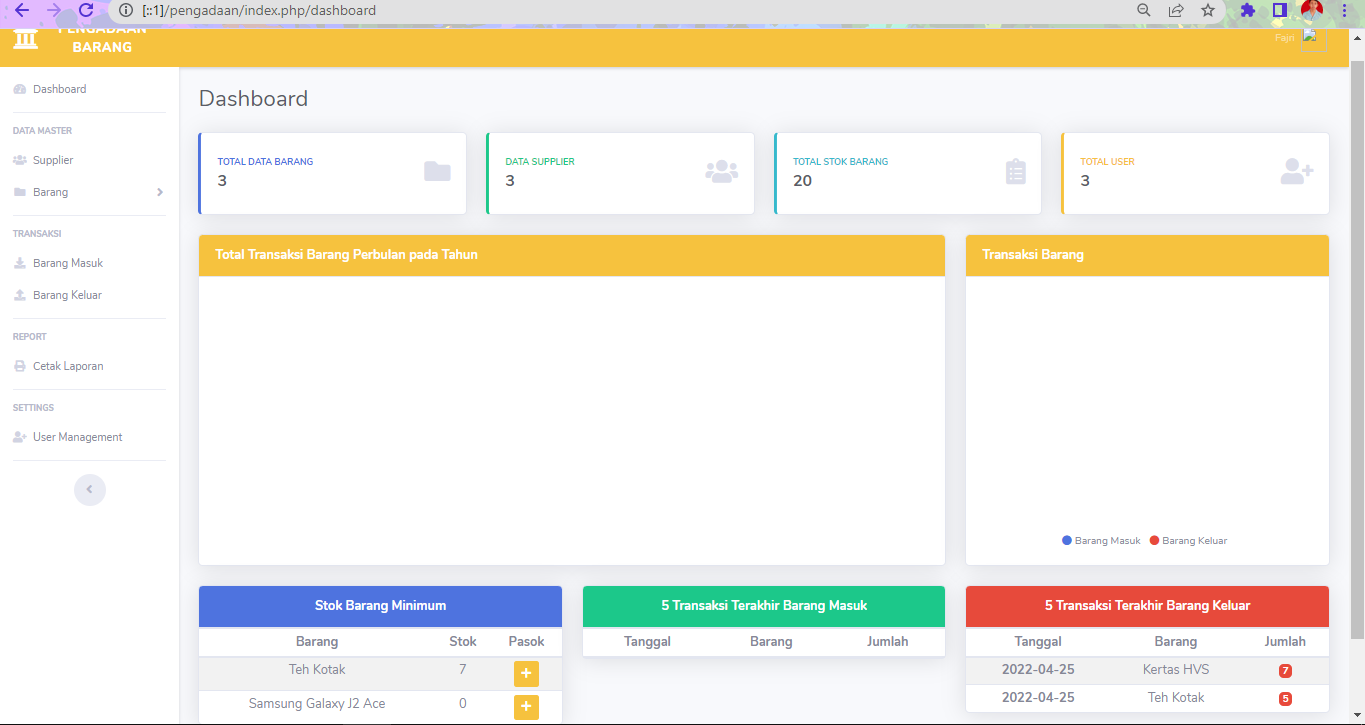 [::1]/pengadaan/index.php/dashboard
PENGADAAN
BARANG
Fajri
Dashboard
DATA MASTER
Supplier
Barang
TRANSAKSI
Barang Masuk
Barang Keluar
REPORT
Cetak Laporan
SETTINGS
User Management
Dashboard
TOTAL DATA BARANG
3
DATA SUPPLIER
3
TOTAL STOK BARANG
20
TOTAL USER
3
Total Transaksi Barang Perbulan pada Tahun
Transaksi Barang
Barang Masuk Barang Keluar
Stok Barang Minimum
Barang Stok Pasok
Teh Kotak 7
Samsung Galaxy J2 Ace 0
5 Transaksi Terakhir Barang Masuk
Tanggal Barang Jumlah
5 Transaksi Terakhir Barang Keluar
Tanggal Barang Jumlah
2022-04-25 Kertas HVS 7
2022-04-25 Teh Kotak 5